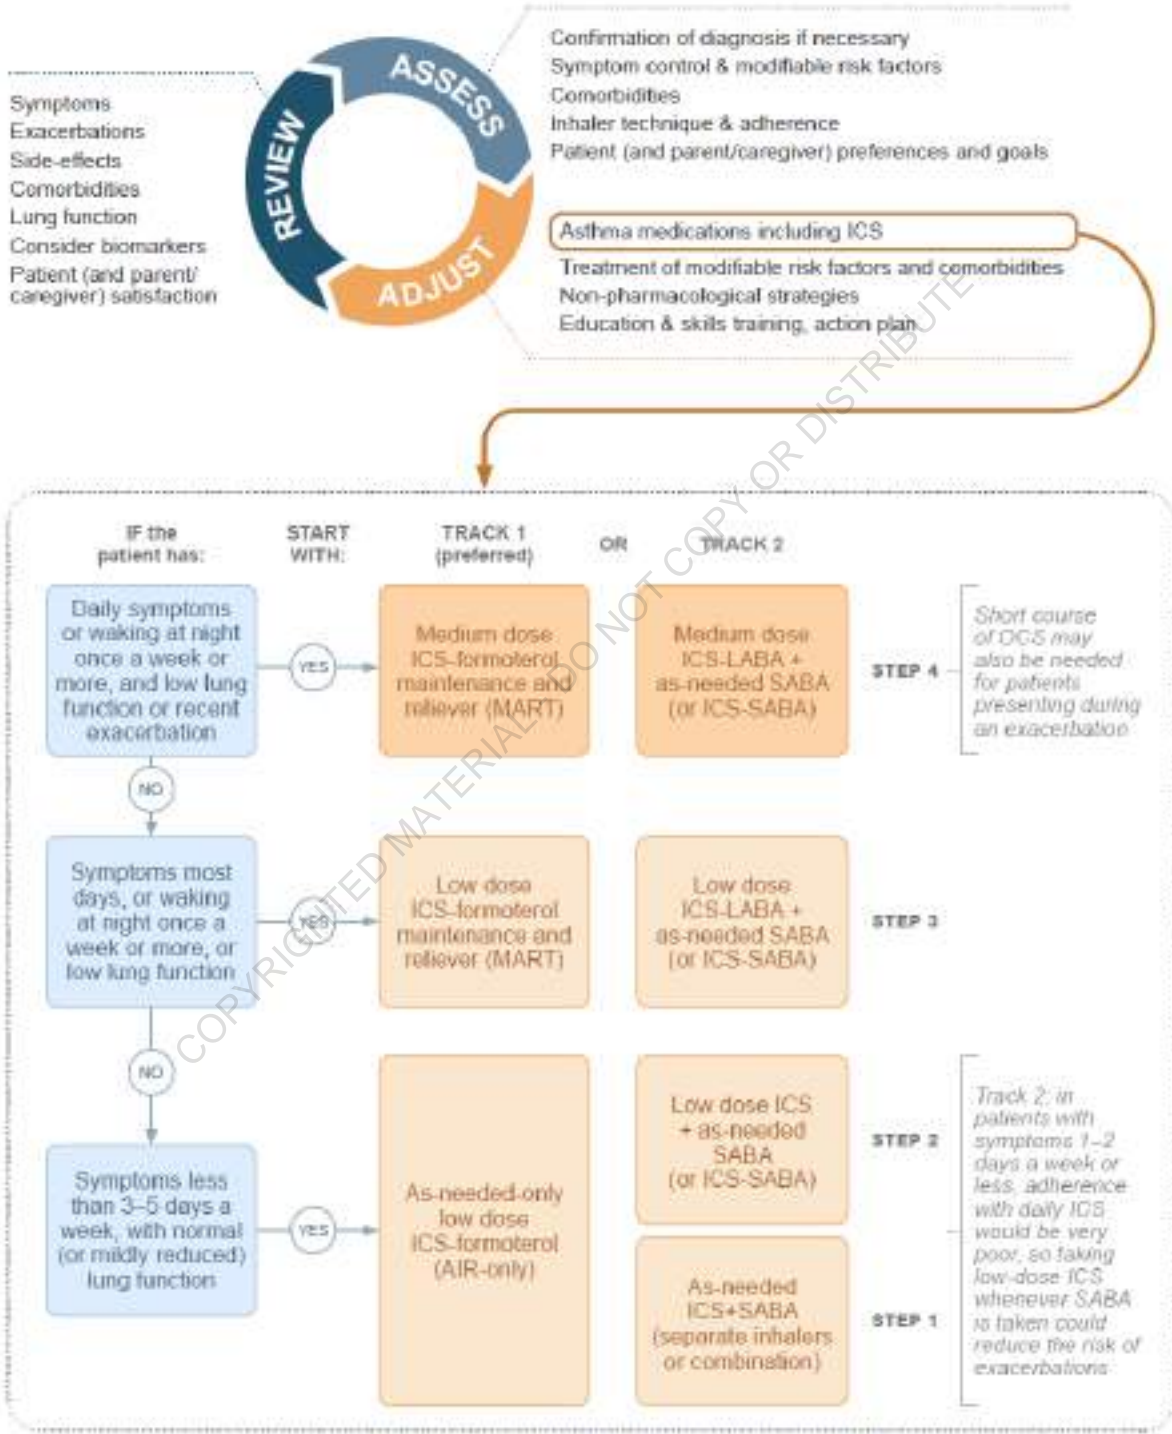 ASSESS
Confirmation of diagnosis if necessary
Symptom control & modifiable risk factors
Comorbidities
Inhaler technique & adherence
Patient (and parent/caregiver) preferences and goals
REVIEW
Symptoms
Exacerbations
Side-effects
Comorbidities
Lung function
Consider biomarkers
Patient (and parent/
caregiver) satisfaction
ADJUST
Asthma medications including ICS
Treatment of modifiable risk factors and comorbidities
Non-pharmacological strategies
Education & skills training, action plan
IF the
patient has:
START
WITH:
TRACK 1
(preferred)
OR
TRACK 2
Daily symptoms
or waking at night
once a week or
more, and low lung
function or recent
exacerbation
YES
Medium dose
ICS-formoterol
maintenance and
reliever (MART)
Medium dose
ICS-LABA +
as-needed SABA
(or ICS-SABA)
STEP 4
Short course
of OCS may
also be needed
for patients
presenting during
an exacerbation
NO
Symptoms most
days, or waking
at night once a
week or more, or
low lung function
YES
Low dose
ICS-formoterol
maintenance and
reliever (MART)
Low dose
ICS-LABA +
as-needed SABA
(or ICS-SABA)
STEP 3
NO
Symptoms less
than 3–5 days a
week, with normal
(or mildly reduced)
lung function
YES
As-needed-only
low dose
ICS-formoterol
(AIR-only)
Low dose ICS
+ as-needed
SABA
(or ICS-SABA)
STEP 2
As-needed
ICS+SABA
(separate inhalers
or combination)
STEP 1
Track 2: in
patients with
symptoms 1–2
days a week or
less, adherence
with daily ICS
would be very
poor, so taking
low-dose ICS
whenever SABA
is taken could
reduce the risk of
exacerbations
COPYRIGHTED MATERIAL- DO NOT COPY OR DISTRIBUTE